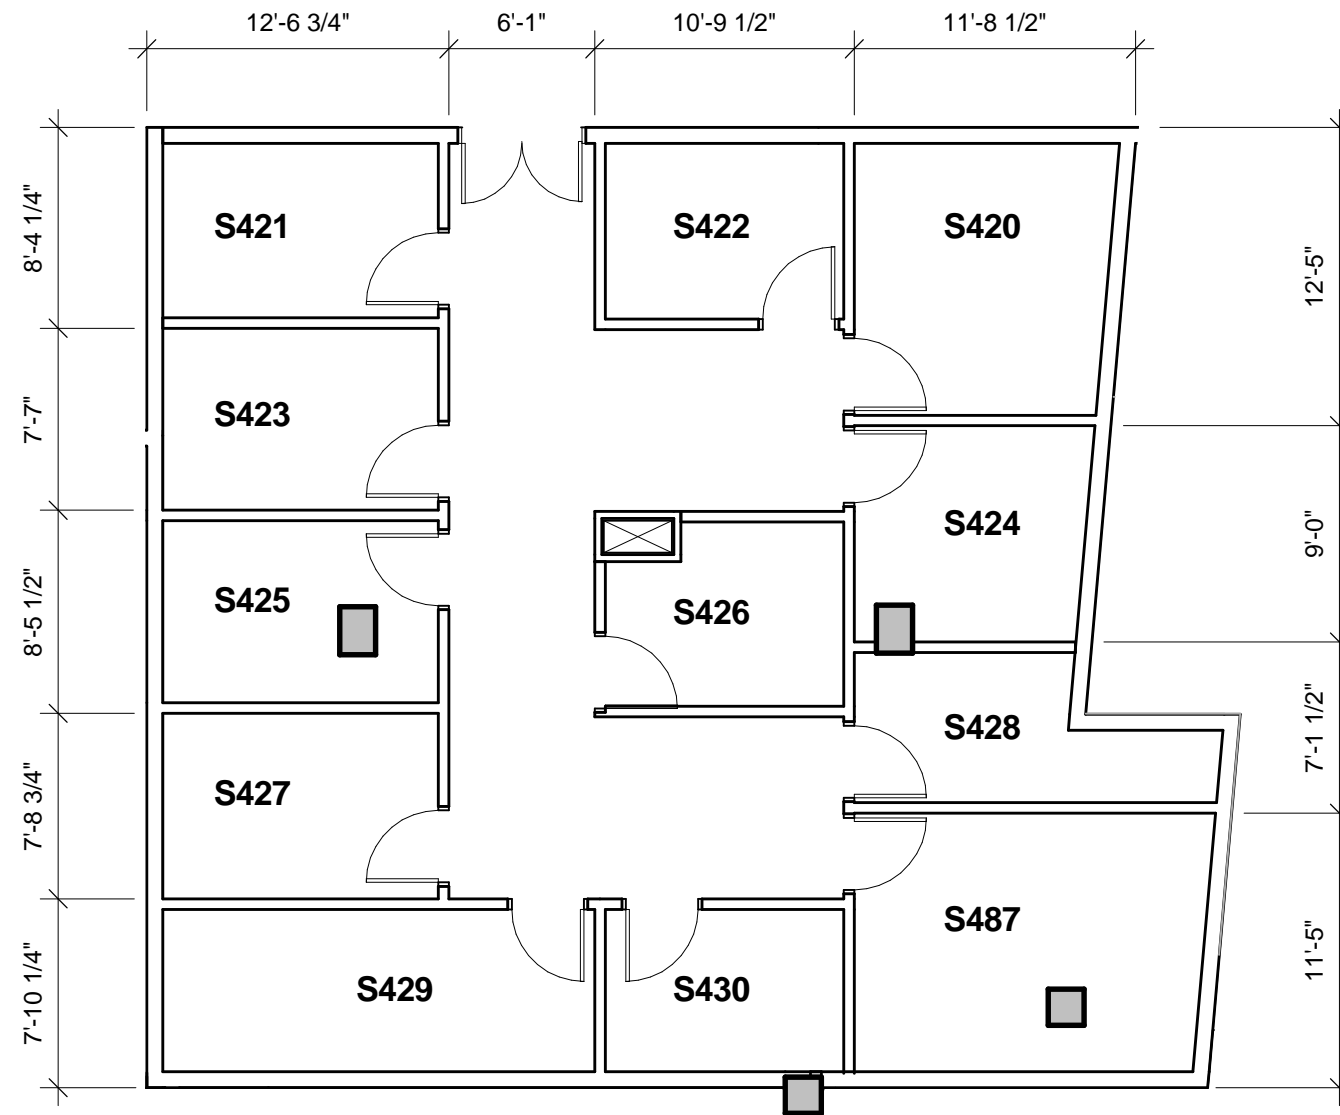 12'-6 3/4"
6'-1"
10'-9 1/2"
11'-8 1/2"
8'-4 1/4"
S421
S422
S420
12'-5"
7'-7"
S423
S424
9'-0"
8'-5 1/2"
S425
S426
S428
7'-1 1/2"
7'-8 3/4"
S427
S487
11'-5"
7'-10 1/4"
S429
S430